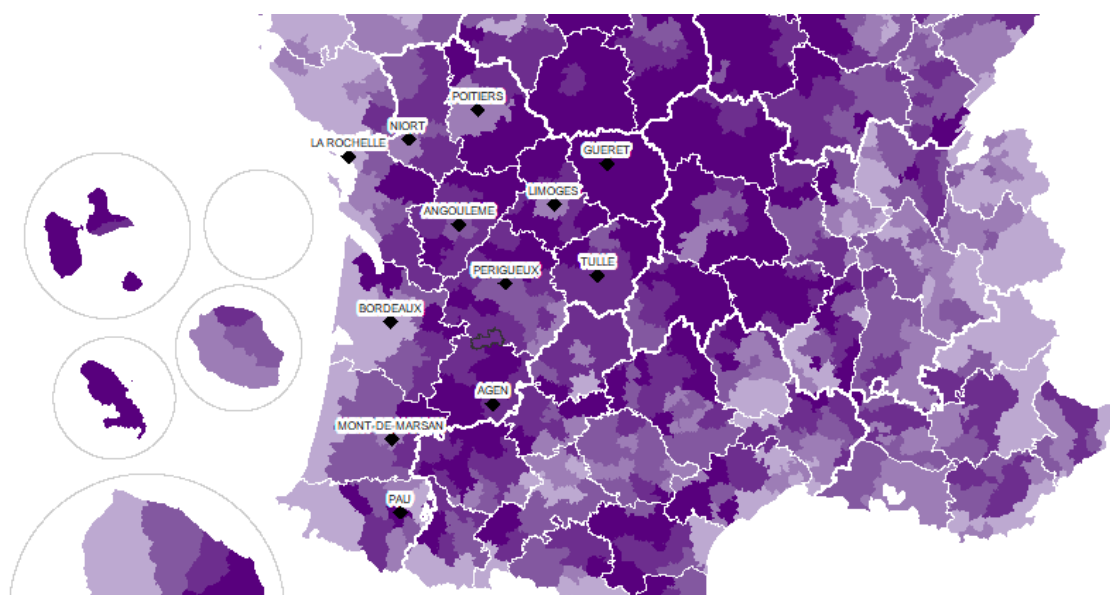 POITIERS
NIORT
LA ROCHELLE
GUERET
LIMOGES
ANGOULEME
TULLE
PERIGUEUX
BORDEAUX
AGEN
MONT-DE-MARSAN
PAU